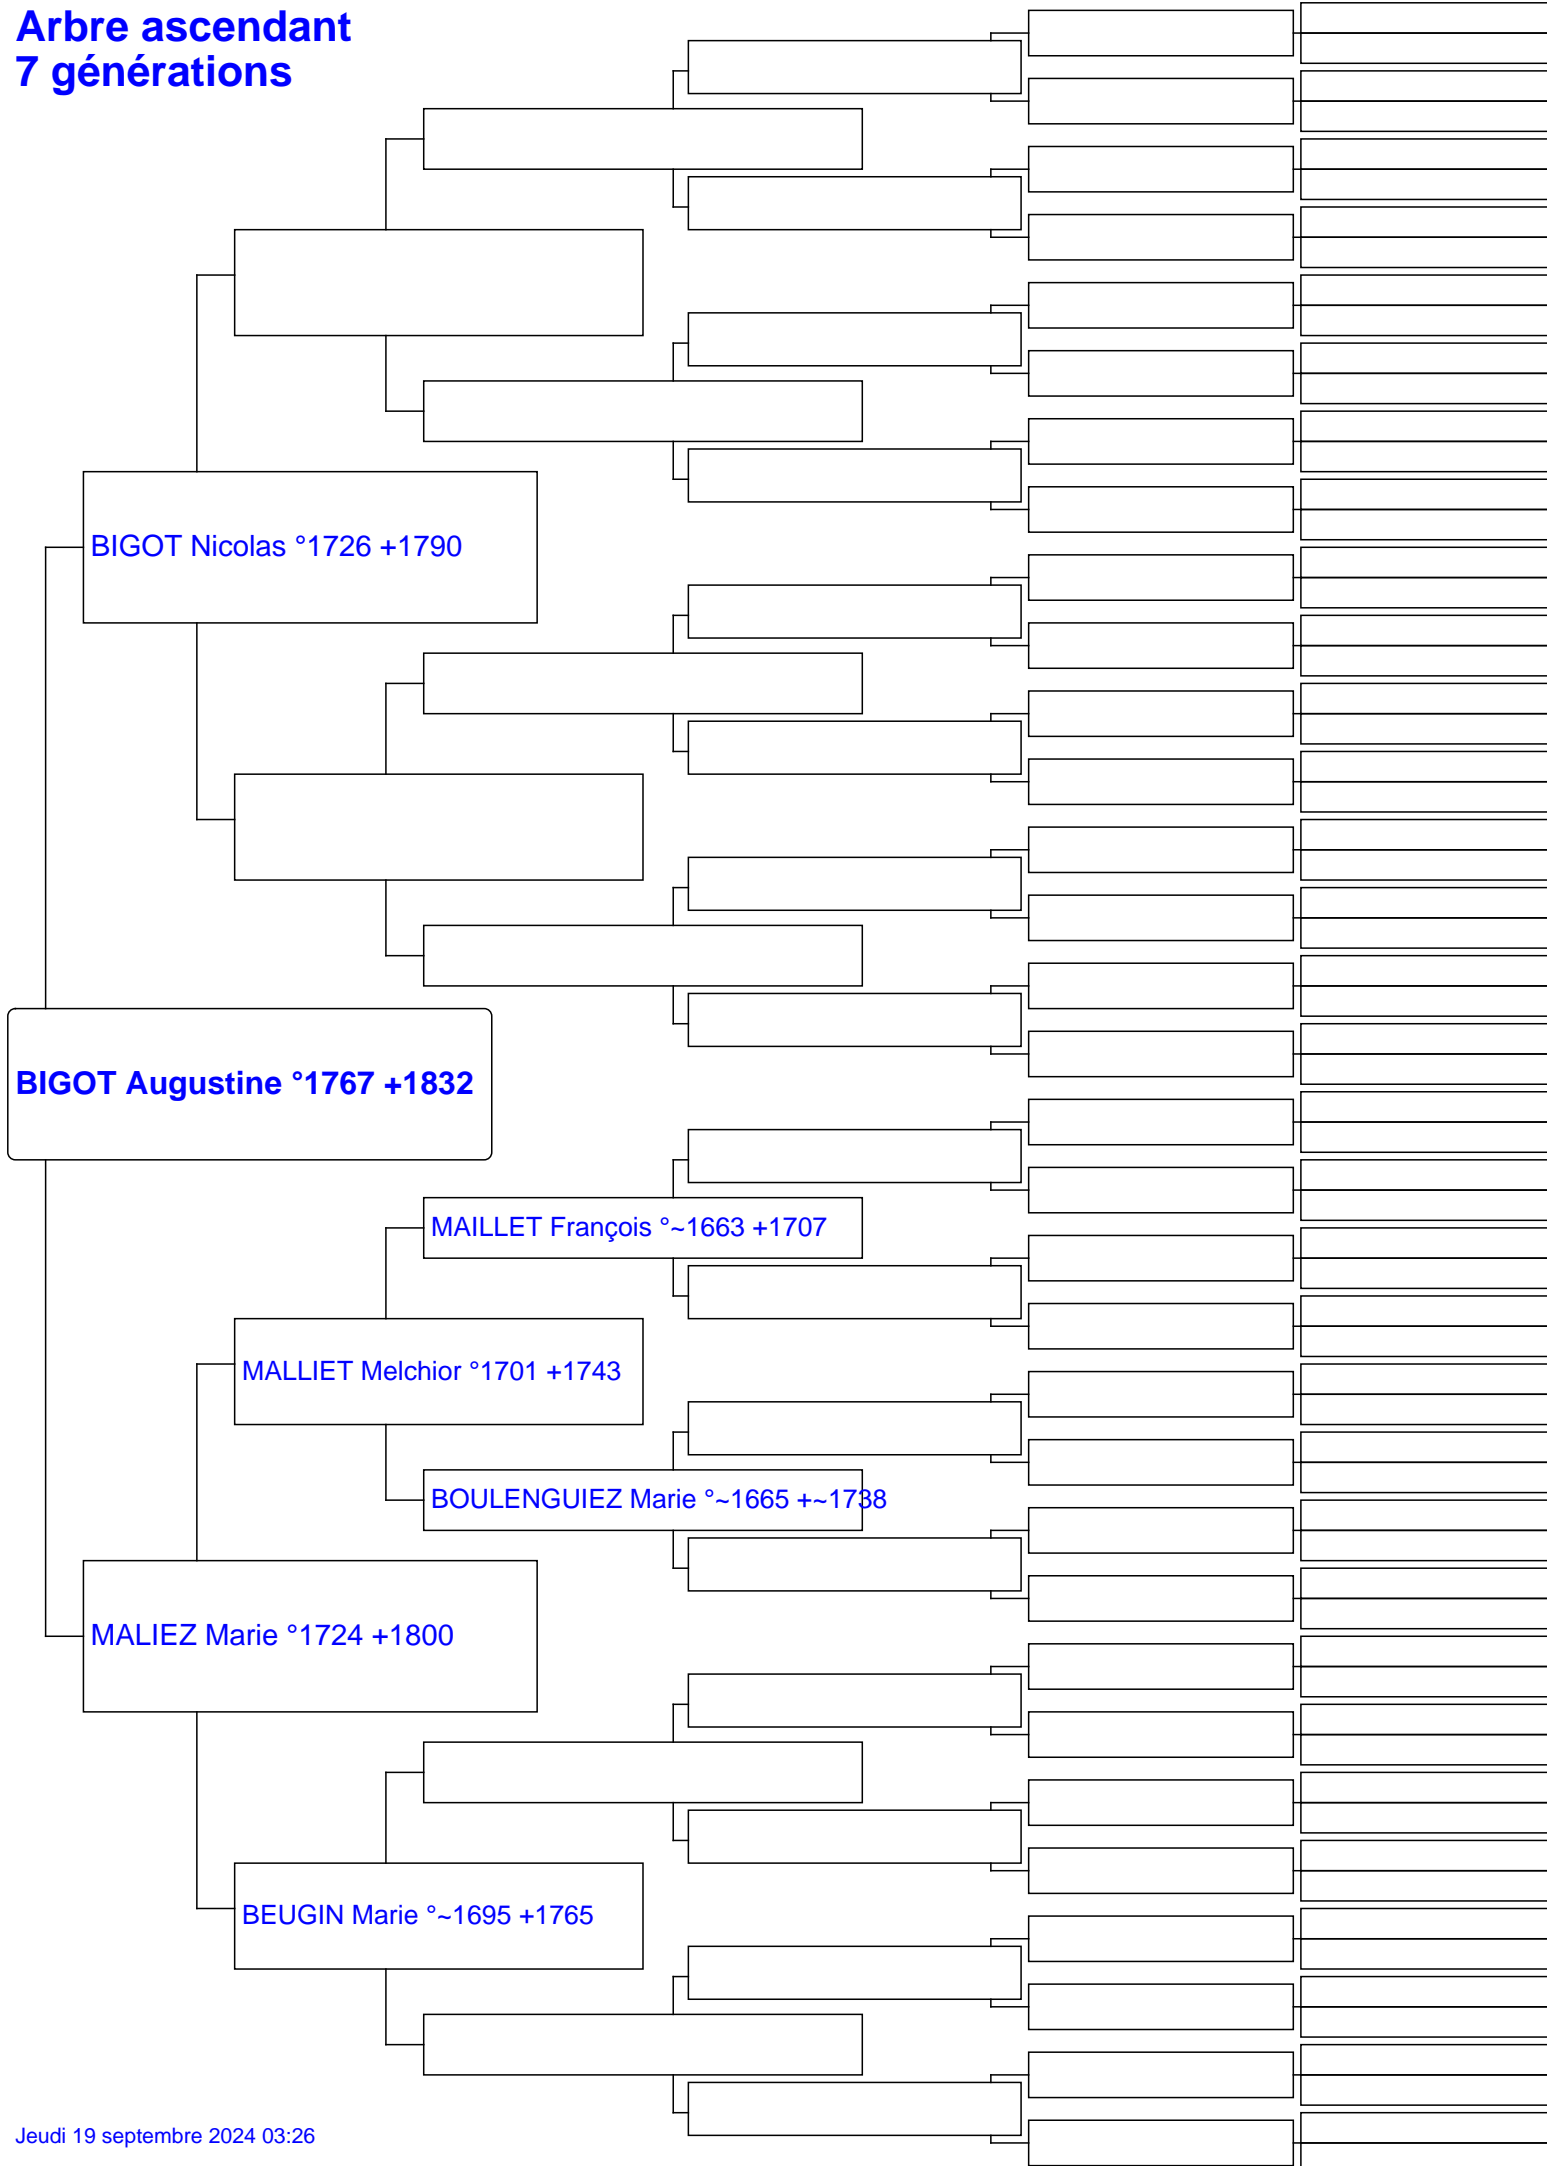 Arbre ascendant
7 générations
BIGOT Nicolas °1726 +1790
BIGOT Augustine °1767 +1832
MAILLET François °~1663 +1707
MALLIET Melchior °1701 +1743
BOULENGUIEZ Marie °~1665 +~1738
MALIEZ Marie °1724 +1800
BEUGIN Marie °~1695 +1765
Jeudi 19 septembre 2024 03:26